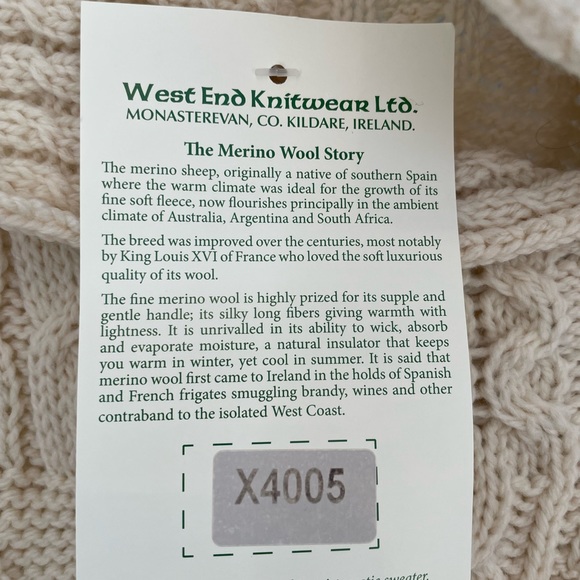 West End Knitwear Ltd.
MONASTEREVAN, CO. KILDARE, IRELAND.
The Merino Wool Story
The merino sheep, originally a native of southern Spain
where the warm climate was ideal for the growth of its
fine soft fleece, now flourishes principally in the ambient
climate of Australia, Argentina and South Africa.
The breed was improved over the centuries, most notably
by King Louis XVI of France who loved the soft luxurious
quality of its wool.
The fine merino wool is highly prized for its supple and
gentle handle; its silky long fibers giving warmth with
lightness. It is unrivalled in its ability to wick, absorb
and evaporate moisture, a natural insulator that keeps
you warm in winter, yet cool in summer. It is said that
merino wool first came to Ireland in the holds of Spanish
and French frigates smuggling brandy, wines and other
contraband to the isolated West Coast.
X4005
sweater,